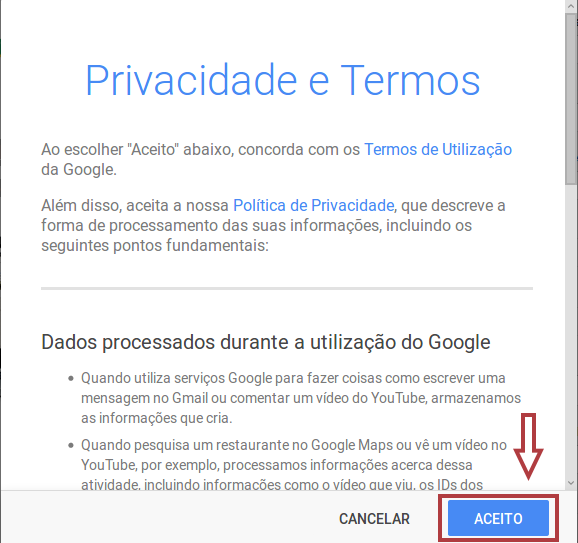 Privacidade e Termos
Ao escolher "Aceito" abaixo, concorda com os Termos de Utilização
da Google.
Além disso, aceita a nossa Política de Privacidade, que descreve a
forma de processamento das suas informações, incluindo os
seguintes pontos fundamentais:
Dados processados durante a utilização do Google
• Quando utiliza serviços Google para fazer coisas como escrever uma
mensagem no Gmail ou comentar um vídeo do YouTube, armazenamos
as informações que cria.
• Quando pesquisa um restaurante no Google Maps ou vê um vídeo no
YouTube, por exemplo, processamos informações acerca dessa
atividade, incluindo informações como o vídeo que viu, os IDs dos
CANCELAR
ACEITO